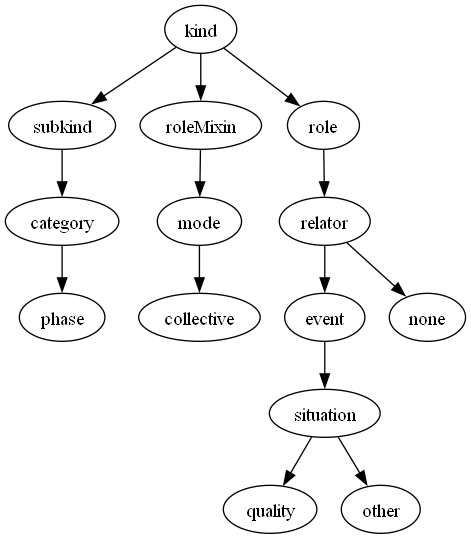 kind
subkind
roleMixin
role
category
mode
relator
phase
collective
event
none
situation
quality
other